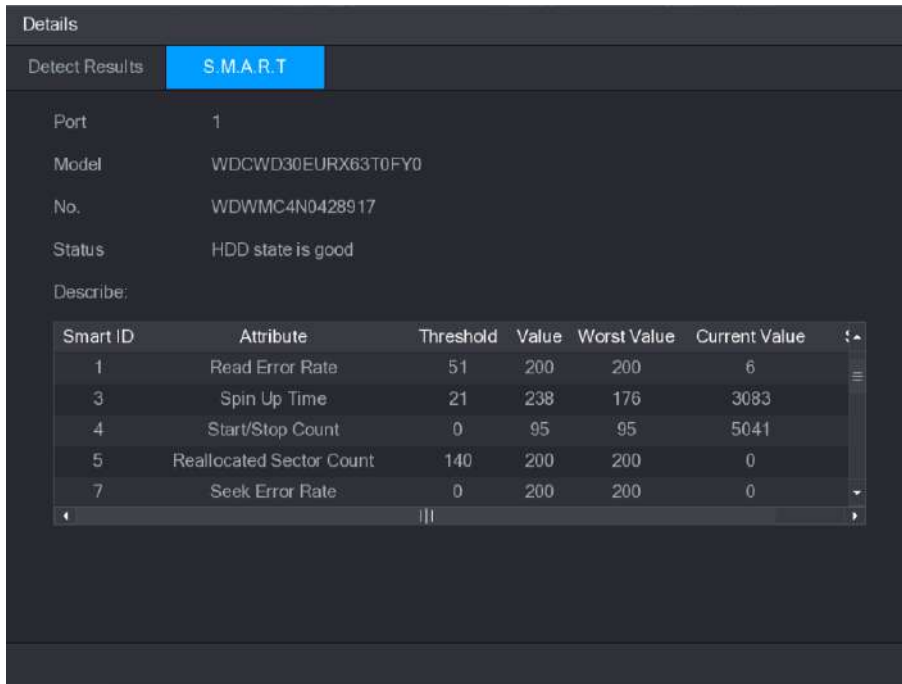 Details
Detect Results S.M.A.R.T
Port 1
Model WDCWD30EURX63T0FY0
No. WDWMC4N0428917
Status HDD state is good
Describe:
Smart ID Attribute Threshold Value Worst Value Current Value
1 Read Error Rate 51 200 200 6
3 Spin Up Time 21 238 176 3083
4 Start/Stop Count 0 95 95 5041
5 Reallocated Sector Count 140 200 200 0
7 Seek Error Rate 0 200 200 0